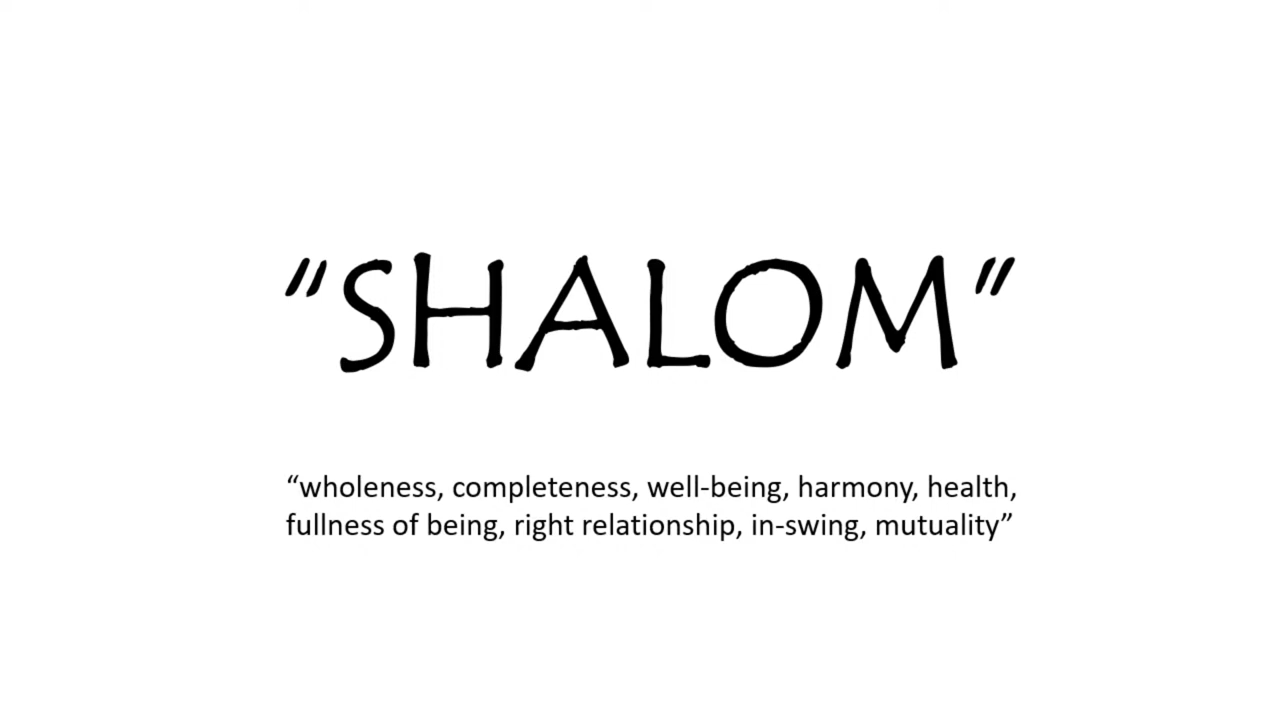 "SHALOM"
“wholeness, completeness, well-being, harmony, health,
fullness of being, right relationship, in-swing, mutuality”